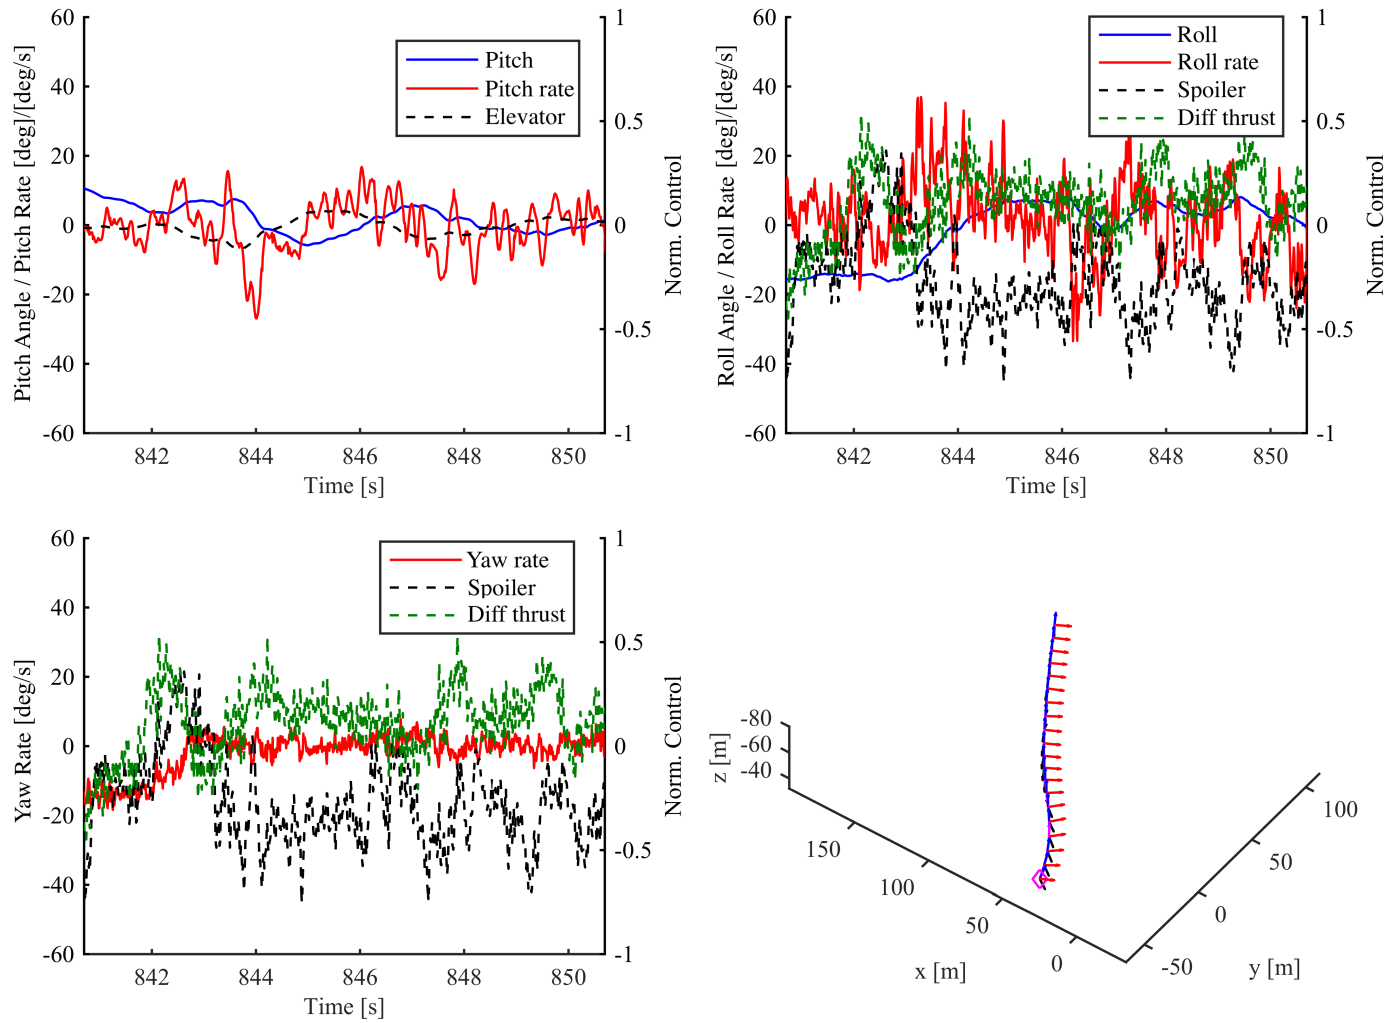 60
40
20
0
-20
-40
-60
Pitch Angle / Pitch Rate [deg]/[deg/s]
1
0.5
0
-0.5
-1
Norm. Control
Pitch
Pitch rate
Elevator
842
844
846
848
850
Time [s]
60
40
20
0
-20
-40
-60
Roll Angle / Roll Rate [deg]/[deg/s]
1
0.5
0
-0.5
-1
Norm. Control
Roll
Roll rate
Spoiler
Diff thrust
842
844
846
848
850
Time [s]
60
40
20
0
-20
-40
-60
Yaw Rate [deg/s]
1
0.5
0
-0.5
-1
Norm. Control
Yaw rate
Spoiler
Diff thrust
842
844
846
848
850
Time [s]
-80
-60
-40
z [m]
150
100
50
0
x [m]
100
50
0
-50
y [m]